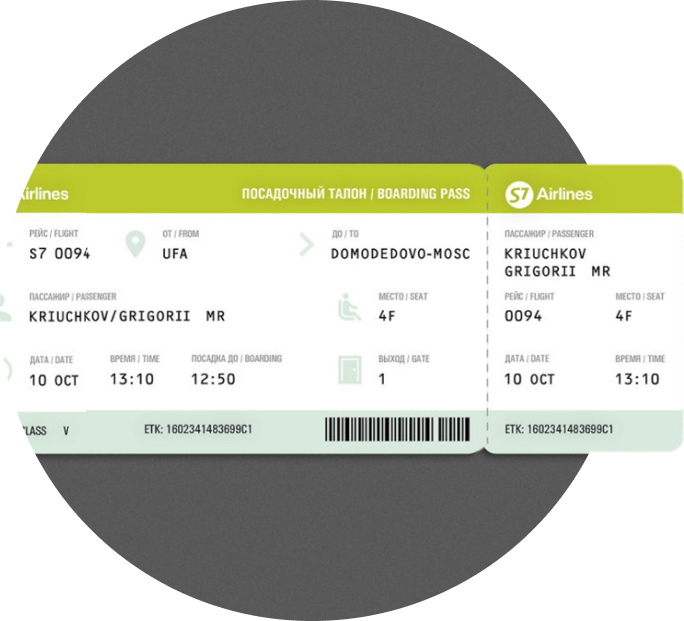 Airlines
ПОСАДОЧНЫЙ ТАЛОН / BOARDING PASS
РЕЙС / FLIGHT
ОТ / FROM
ДО / TO
S7 0094
UFA
DOMODEDOVO-MOSC
ПАССАЖИР / PASSENGER
МЕСТО / SEAT
KRIUCHKOV/GRIGORII MR
4F
ДАТА / DATE
ВРЕМЯ / TIME
ПОСАДКА ДО / BOARDING
ВЫХОД / GATE
10 OCT
13:10
12:50
1
CLASS V
ETK: 1602341483699C1
S7 Airlines
ПАССАЖИР / PASSENGER
KRIUCHKOV
GRIGORII MR
РЕЙС / FLIGHT
МЕСТО / SEAT
0094
4F
ДАТА / DATE
ВРЕМЯ / TIME
10 OCT
13:10
ETK: 1602341483699C1